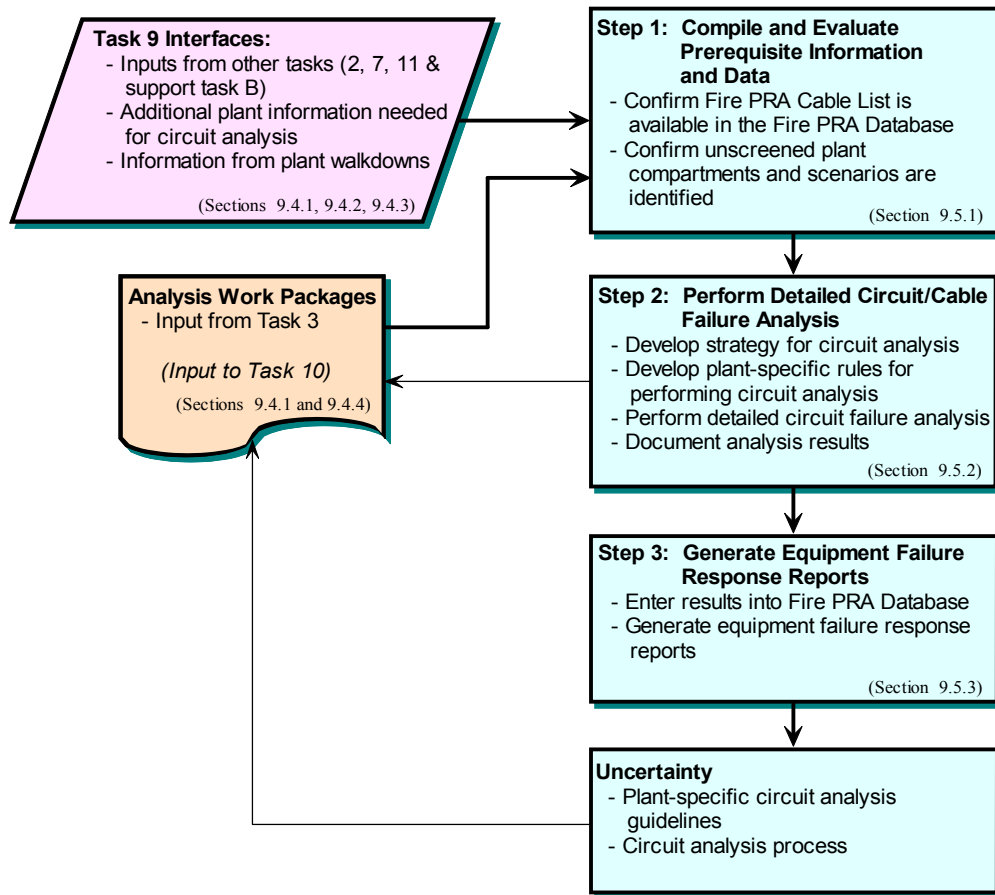 Task 9 Interfaces:
- Inputs from other tasks (2, 7, 11 &
support task B)
- Additional plant information needed
for circuit analysis
- Information from plant walkdowns
(Sections 9.4.1, 9.4.2, 9.4.3)
Step 1: Compile and Evaluate
Prerequisite Information
and Data
- Confirm Fire PRA Cable List is
available in the Fire PRA Database
- Confirm unscreened plant
compartments and scenarios are
identified
(Section 9.5.1)
Analysis Work Packages
- Input from Task 3
(Input to Task 10)
(Sections 9.4.1 and 9.4.4)
Step 2: Perform Detailed Circuit/Cable
Failure Analysis
- Develop strategy for circuit analysis
- Develop plant-specific rules for
performing circuit analysis
- Perform detailed circuit failure analysis
- Document analysis results
(Section 9.5.2)
Step 3: Generate Equipment Failure
Response Reports
- Enter results into Fire PRA Database
- Generate equipment failure response
reports
(Section 9.5.3)
Uncertainty
- Plant-specific circuit analysis
guidelines
- Circuit analysis process